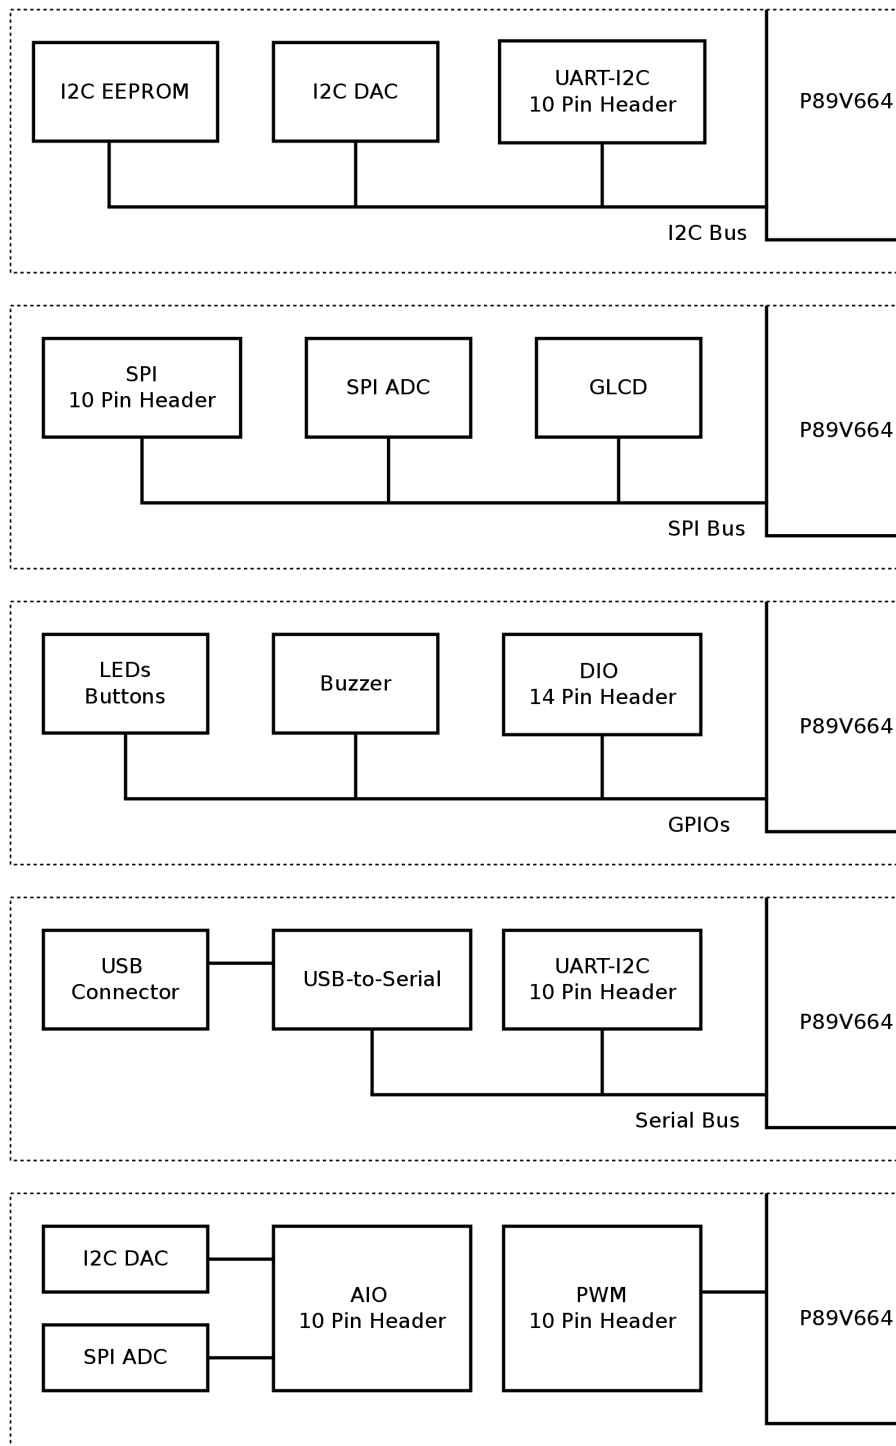 I2C EEPROM
I2C DAC
UART-I2C
10 Pin Header
P89V664
I2C Bus
SPI
10 Pin Header
SPI ADC
GLCD
P89V664
SPI Bus
LEDs
Buttons
Buzzer
DIO
14 Pin Header
P89V664
GPIOs
USB
Connector
USB-to-Serial
UART-I2C
10 Pin Header
P89V664
Serial Bus
I2C DAC
SPI ADC
AIO
10 Pin Header
PWM
10 Pin Header
P89V664